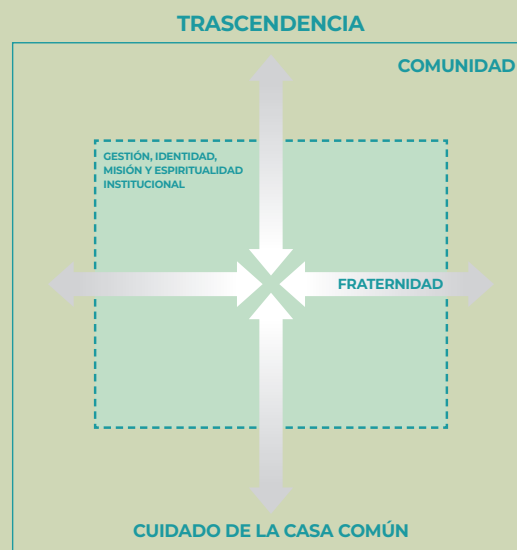 TRASCENDENCIA
COMUNIDAD
GESTIÓN, IDENTIDAD,
MISIÓN Y ESPIRITUALIDAD
INSTITUCIONAL
FRATERNIDAD
CUIDADO DE LA CASA COMÚN